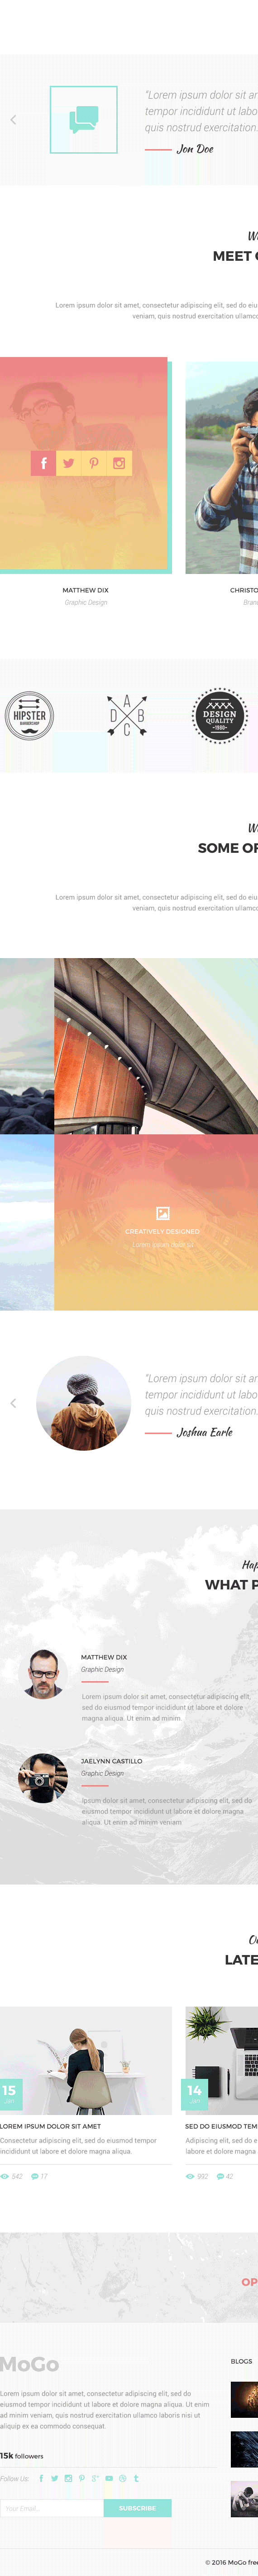 “Lorem ipsum dolor sit
tempor incididunt ut
quis nostrud exercitation.
Jon Doe
MEET
Lorem ipsum dolor sit amet, consectetur adipiscing elit, sed do
veniam, quis nostrud exercitation ullamco
MATTHEW DIX
Graphic Design
CHRISTO
Brand
HIPSTER
BARBERSHOP
A
D B
C
DESIGN
QUALITY
1980
SOME OF
Lorem ipsum dolor sit amet, consectetur adipiscing elit, sed do
veniam, quis nostrud exercitation ullamco
CREATIVELY DESIGNED
Lorem ipsum dolor sit
“Lorem ipsum dolor sit
tempor incididunt ut
quis nostrud exercitation.
Joshua Earle
Hap
WHAT P
MATTHEW DIX
Graphic Design
Lorem ipsum dolor sit amet, consectetur adipiscing elit,
sed do eiusmod tempor incididunt ut labore et dolore
magna aliqua. Ut enim ad minim
JAELYNN CASTILLO
Graphic Design
Ipsum dolor sit amet, consectetur adipiscing elit, sed do
eiusmod tempor incididunt ut labore et dolore magna
aliqua. Ut enim ad minim veniam
LATE
15
Jan
LOREM IPSUM DOLOR SIT AMET
Consectetur adipiscing elit, sed do eiusmod tempor
incididunt ut labore et dolore magna aliqua.
642 17
14
Jan
SED DO EIUSMOD TEM
Adipiscing elit, sed do
labore et dolore magna
992 42
OP
MoGo
Lorem ipsum dolor sit amet, consectetur adipiscing elit, sed do
eiusmod tempor incididunt ut labore et dolore magna aliqua. Ut
enim ad minim veniam, quis nostrud exercitation ullamco laboris nisi ut
aliquip ex ea commodo consequat.
15k followers
Follow Us:
Your Email...
SUBSCRIBE
BLOGS
© 2016 MoGo free